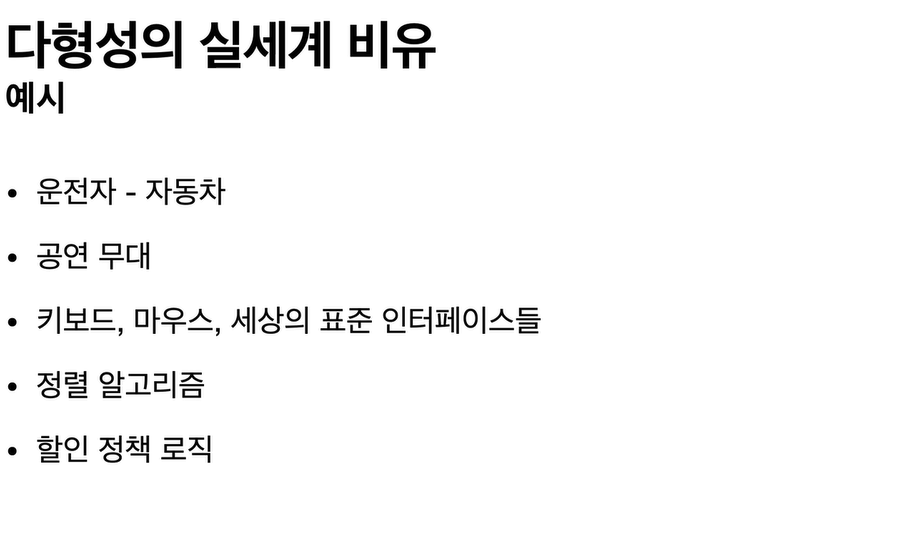 다형성의 실세계 비유
예시
• 운전자 - 자동차
• 공연 무대
• 키보드, 마우스, 세상의 표준 인터페이스들
• 정렬 알고리즘
• 할인 정책 로직